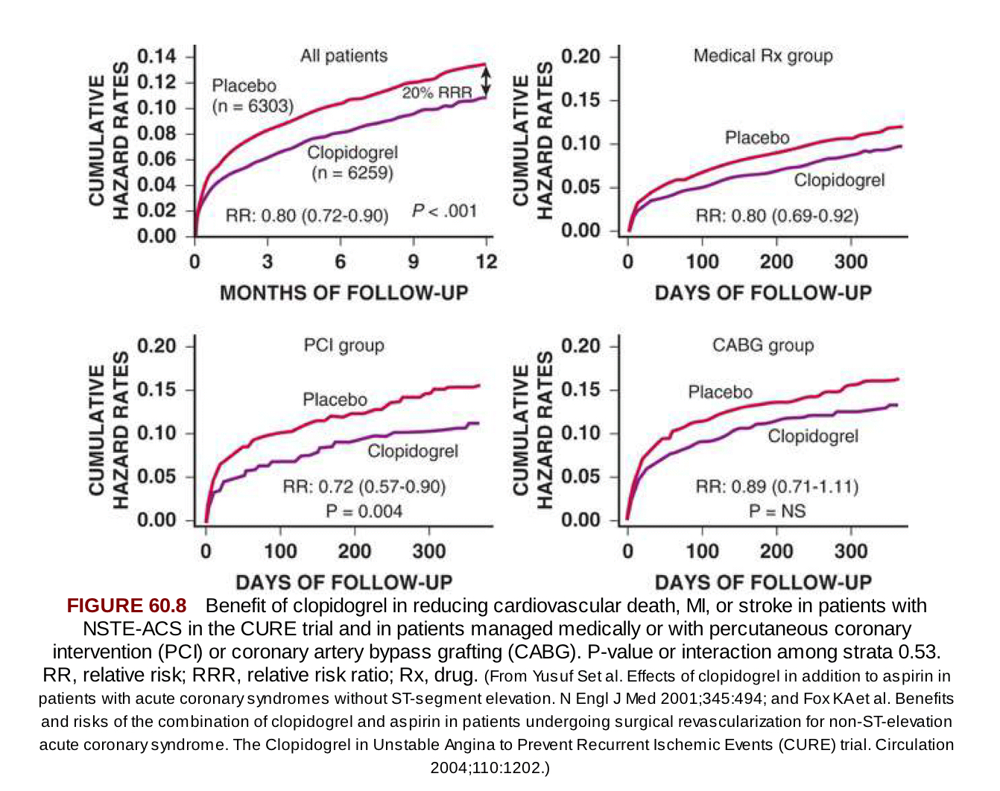 All patients
CUMULATIVE
HAZARD RATES
0.14
0.12
0.10
0.08
0.06
0.04
0.02
0.00
Placebo
(n = 6303)
20% RRR
Clopidogrel
(n = 6259)
RR: 0.80 (0.72-0.90)
P < .001
0 3 6 9 12
MONTHS OF FOLLOW-UP
Medical Rx group
CUMULATIVE
HAZARD RATES
0.20
0.15
0.10
0.05
0.00
Placebo
Clopidogrel
RR: 0.80 (0.69-0.92)
0 100 200 300
DAYS OF FOLLOW-UP
PCI group
CUMULATIVE
HAZARD RATES
0.20
0.15
0.10
0.05
0.00
Placebo
Clopidogrel
RR: 0.72 (0.57-0.90)
P = 0.004
0 100 200 300
DAYS OF FOLLOW-UP
CABG group
CUMULATIVE
HAZARD RATES
0.20
0.15
0.10
0.05
0.00
Placebo
Clopidogrel
RR: 0.89 (0.71-1.11)
P = NS
0 100 200 300
DAYS OF FOLLOW-UP
FIGURE 60.8 Benefit of clopidogrel in reducing cardiovascular death, MI, or stroke in patients with
NSTE-ACS in the CURE trial and in patients managed medically or with percutaneous coronary
intervention (PCI) or coronary artery bypass grafting (CABG). P-value or interaction among strata 0.53.
RR, relative risk; RRR, relative risk ratio; Rx, drug. (From Yusuf Set al. Effects of clopidogrel in addition to aspirin in
patients with acute coronary syndromes without ST-segment elevation. N Engl J Med 2001;345:494; and Fox KA et al. Benefits
and risks of the combination of clopidogrel and aspirin in patients undergoing surgical revascularization for non-ST-elevation
acute coronary syndrome. The Clopidogrel in Unstable Angina to Prevent Recurrent Ischemic Events (CURE) trial. Circulation
2004;110:1202.)